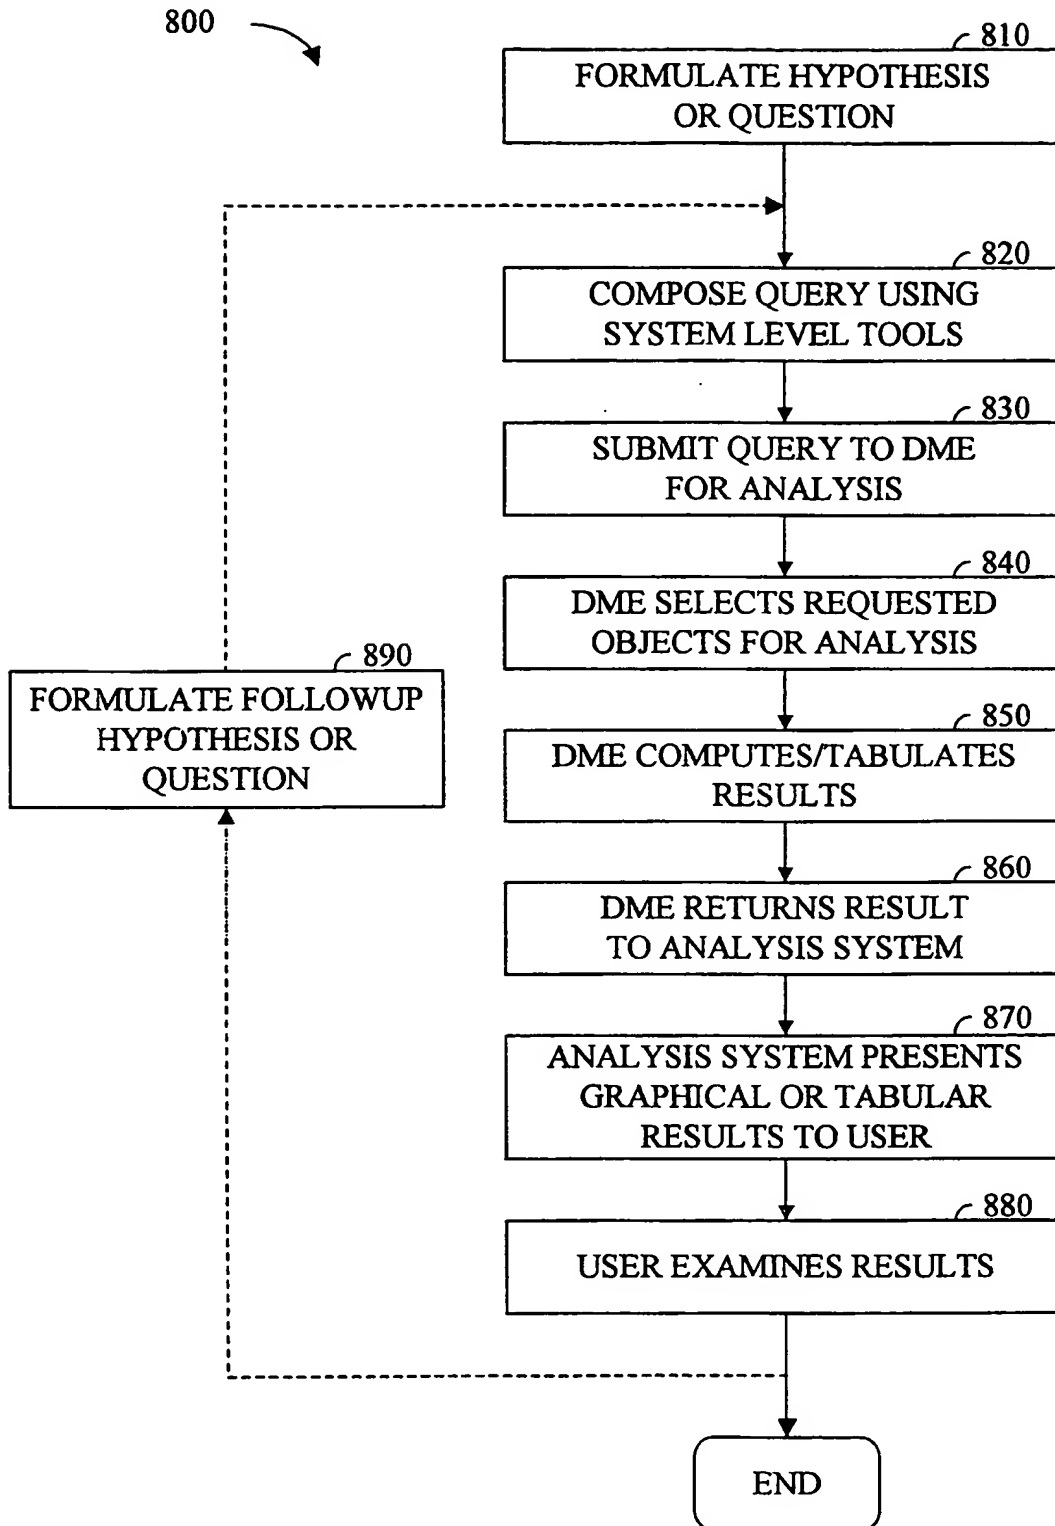 800
810
FORMULATE HYPOTHESIS
OR QUESTION
820
COMPOSE QUERY USING
SYSTEM LEVEL TOOLS
830
SUBMIT QUERY TO DME
FOR ANALYSIS
840
DME SELECTS REQUESTED
OBJECTS FOR ANALYSIS
890
FORMULATE FOLLOWUP
HYPOTHESIS OR
QUESTION
850
DME COMPUTES/TABULATES
RESULTS
860
DME RETURNS RESULT
TO ANALYSIS SYSTEM
870
ANALYSIS SYSTEM PRESENTS
GRAPHICAL OR TABULAR
RESULTS TO USER
880
USER EXAMINES RESULTS
END